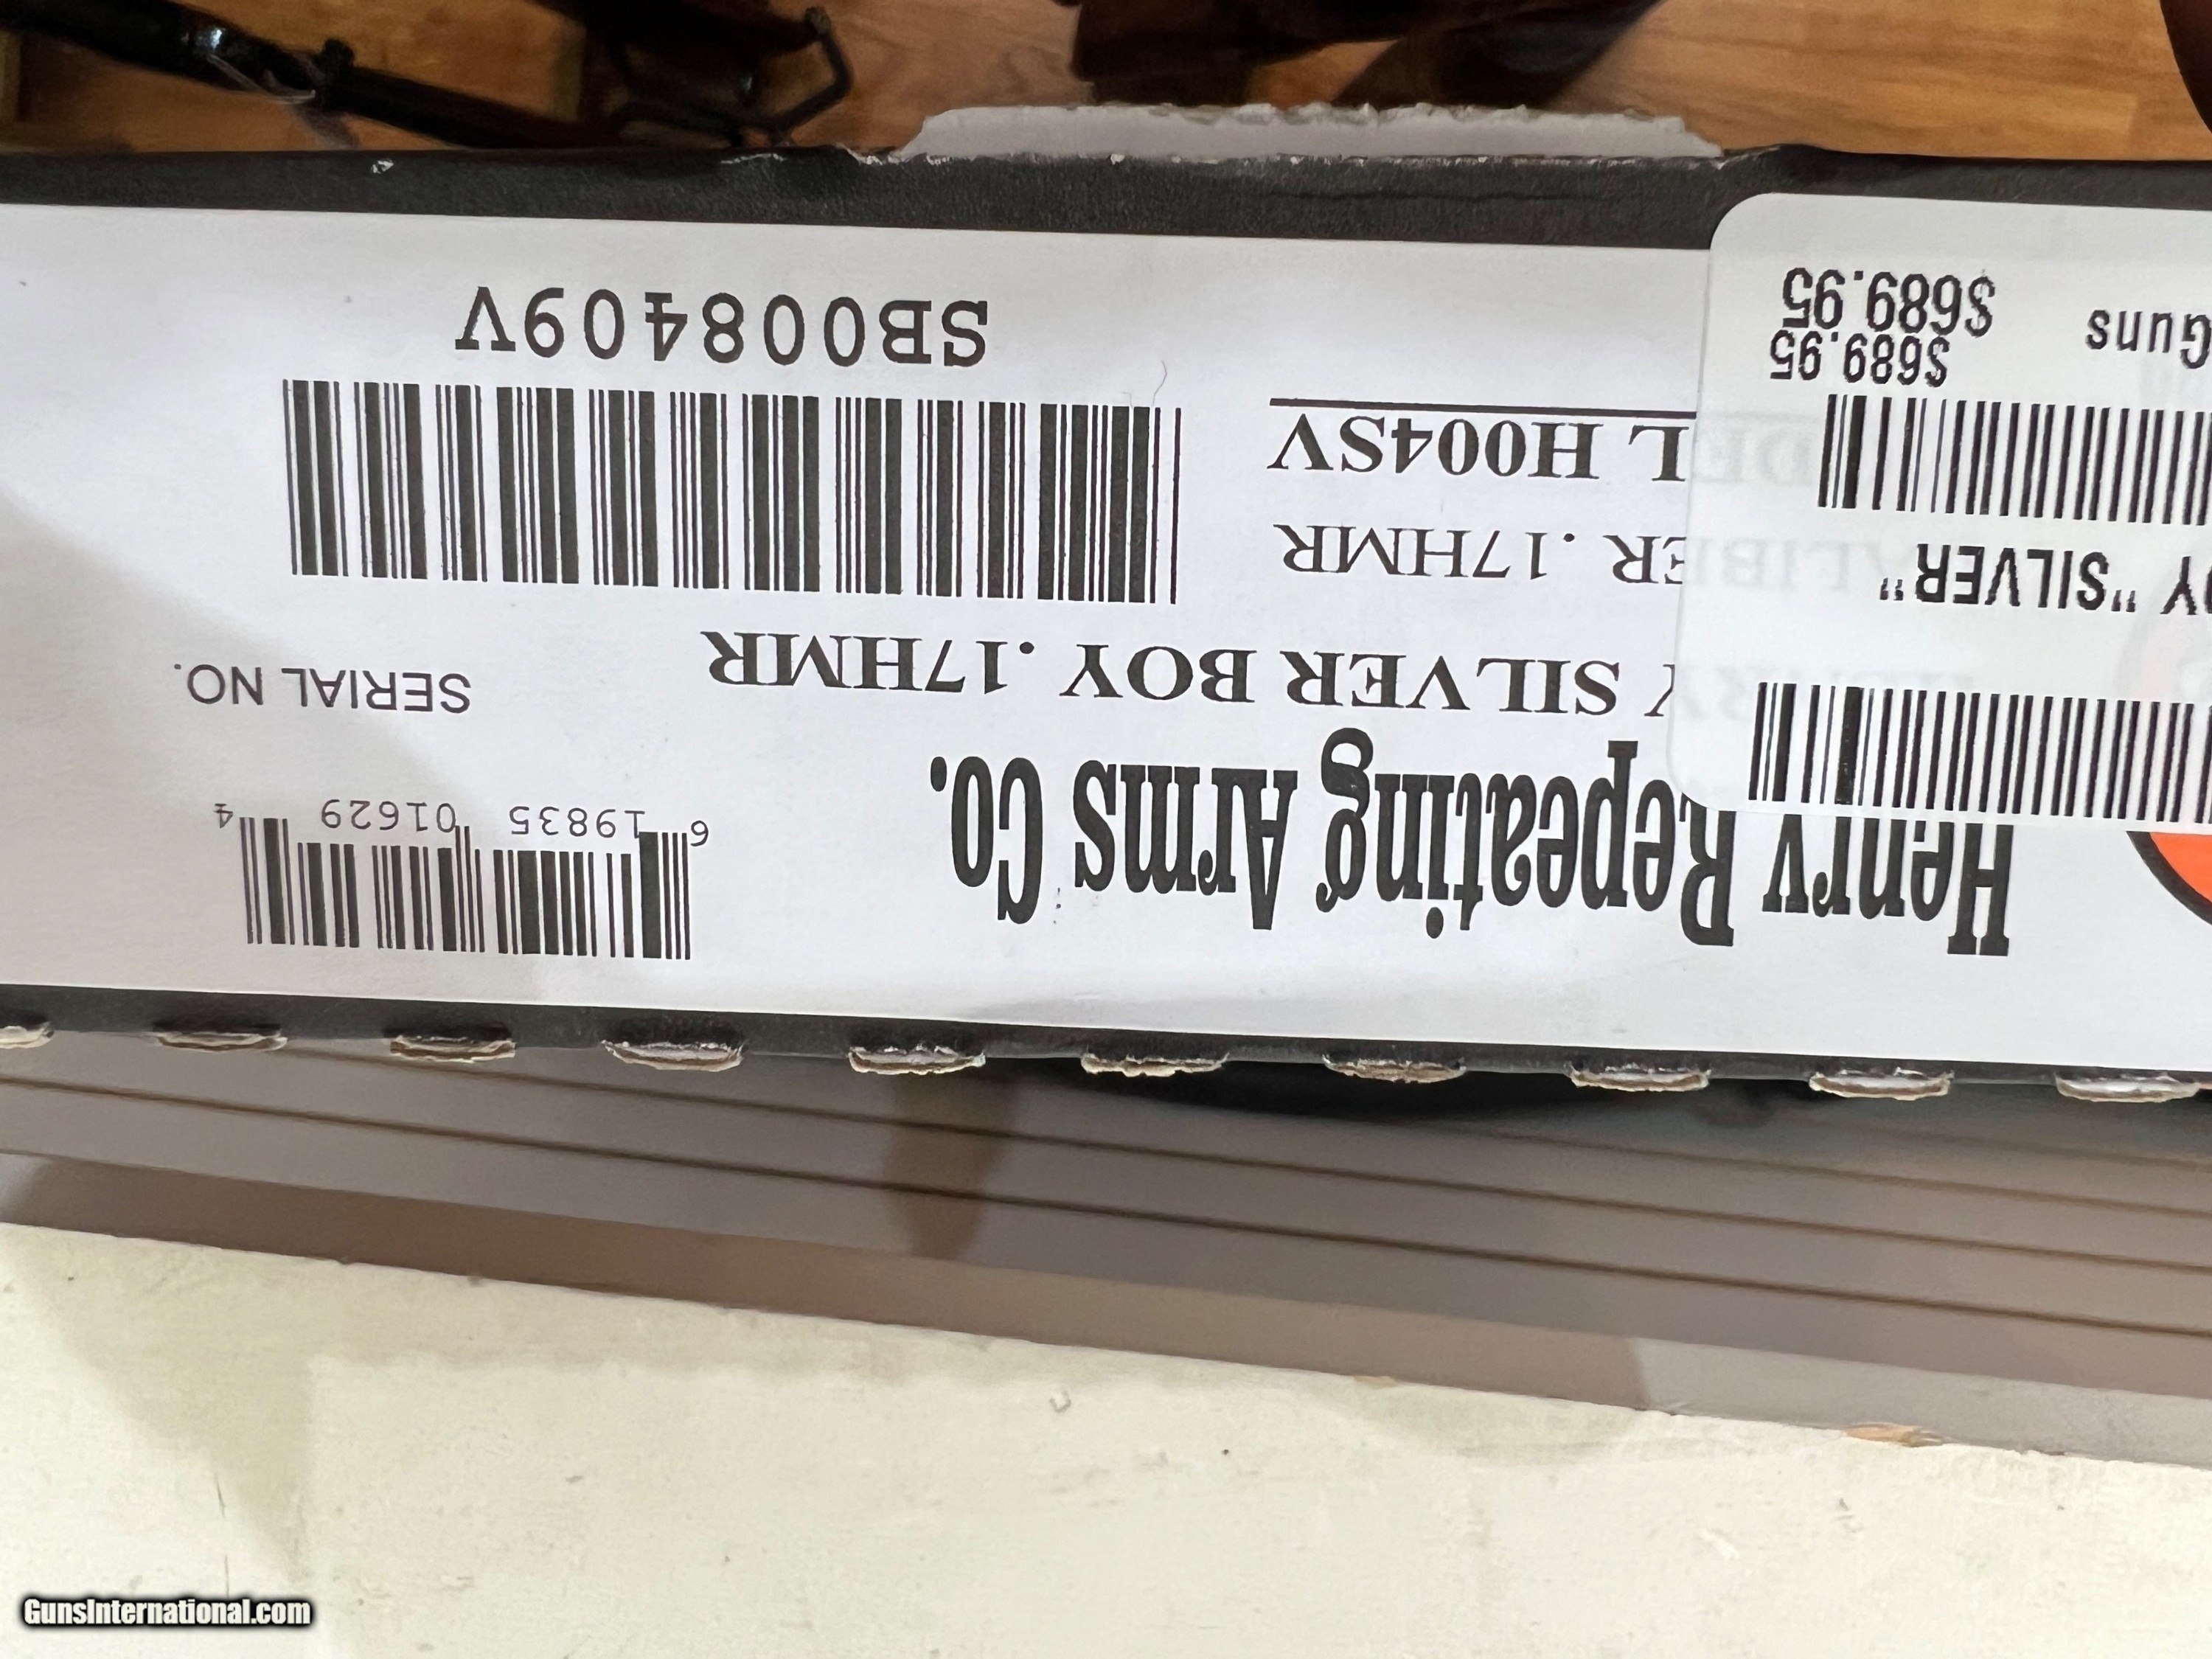 Henry Repeating Arms Co.
6 19835 01629 4
SILVER BOY .17HMR
SERIAL NO.
.17HMR
H004SV
SB008409V
"SILVER"
$689.95
Guns $689.95
GunsInternational.com